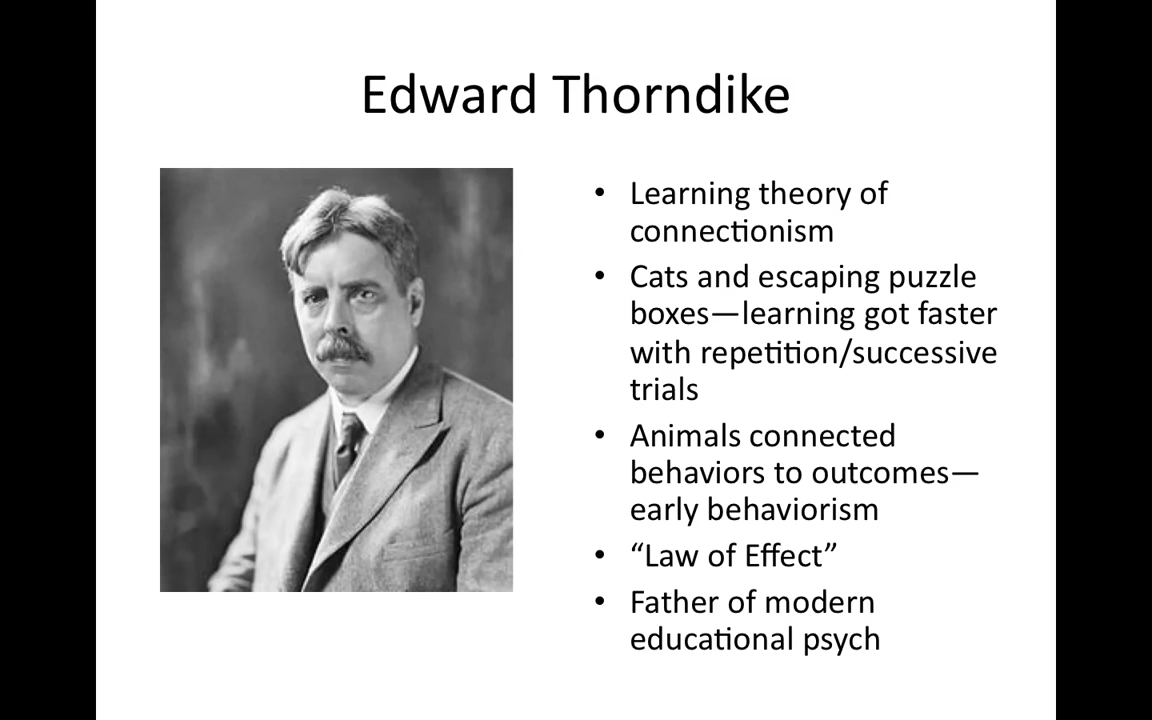 Edward Thorndike
• Learning theory of
connectionism
• Cats and escaping puzzle
boxes—learning got faster
with repetition/successive
trials
• Animals connected
behaviors to outcomes—
early behaviorism
• “Law of Effect”
• Father of modern
educational psych